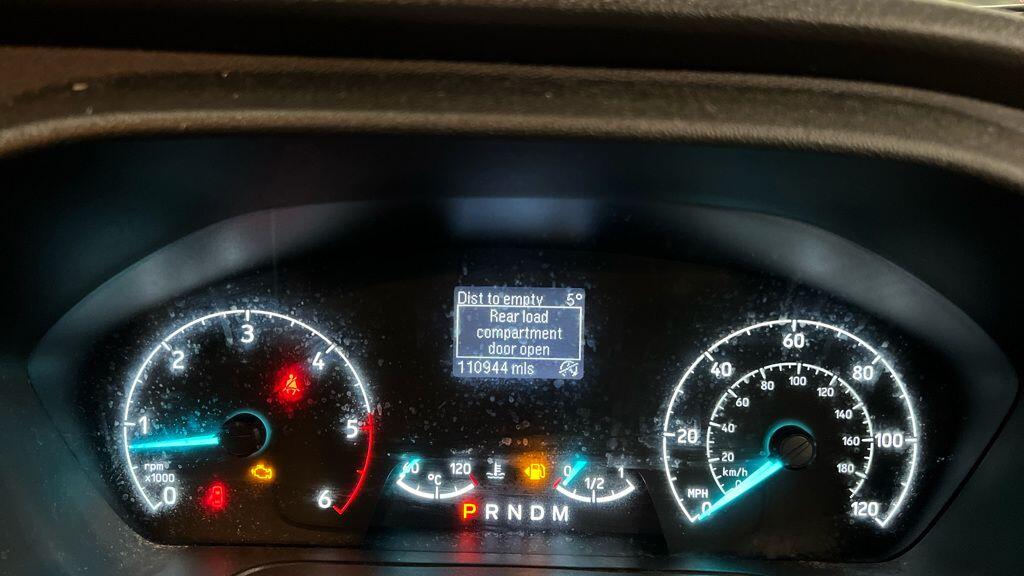 Dist to empty 5°
Rear load
compartment
door open
110944 mls
0 1 2 3 4 5 6
rpm
x1000
60 120
°C
0 1/2 1
P R N D M
0 20 40 60 80 100 120
MPH
20 40 60 80 100 120 140 160 180
km/h